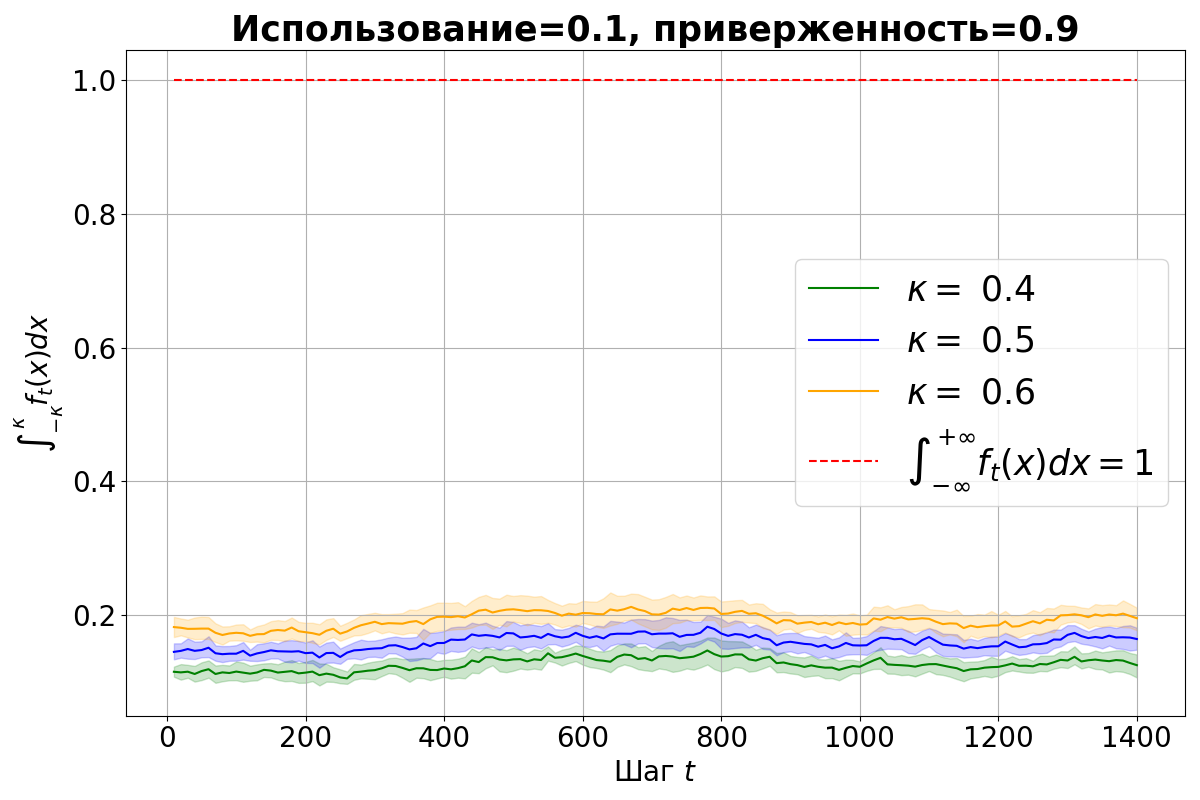 Использование=0.1, приверженность=0.9
1.0
0.8
0.6
0.4
0.2
∫_{-κ}^{κ} f_t(x)dx
κ = 0.4
κ = 0.5
κ = 0.6
∫_{-∞}^{+∞} f_t(x)dx = 1
0 200 400 600 800 1000 1200 1400
Шаг t